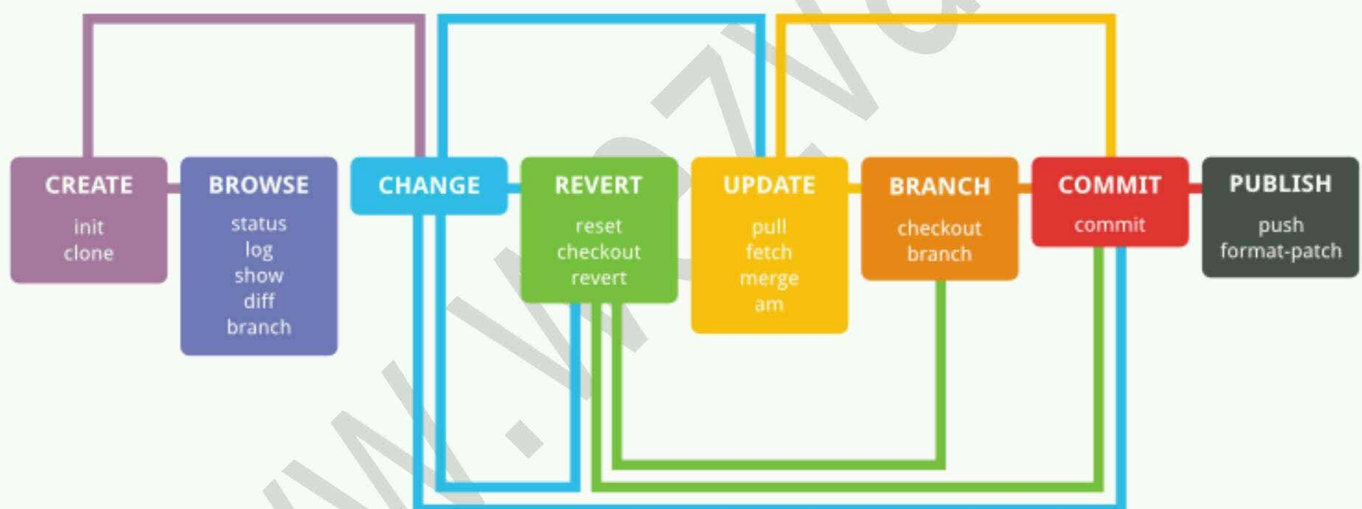 CREATE
init
clone
BROWSE
status
log
show
diff
branch
CHANGE
REVERT
reset
checkout
revert
UPDATE
pull
fetch
merge
am
BRANCH
checkout
branch
COMMIT
commit
PUBLISH
push
format-patch